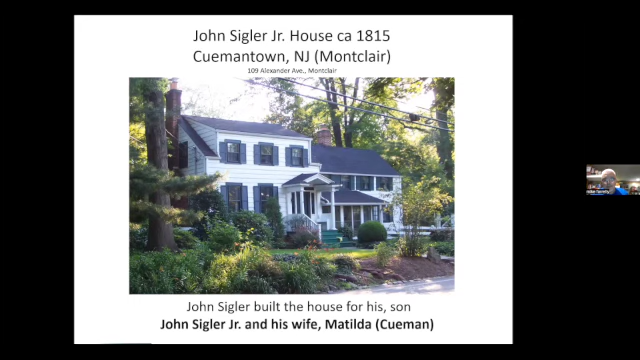 John Sigler Jr. House ca 1815
Cuemantown, NJ (Montclair)
109 Alexander Ave., Montclair
John Sigler built the house for his, son
John Sigler Jr. and his wife, Matilda (Cueman)